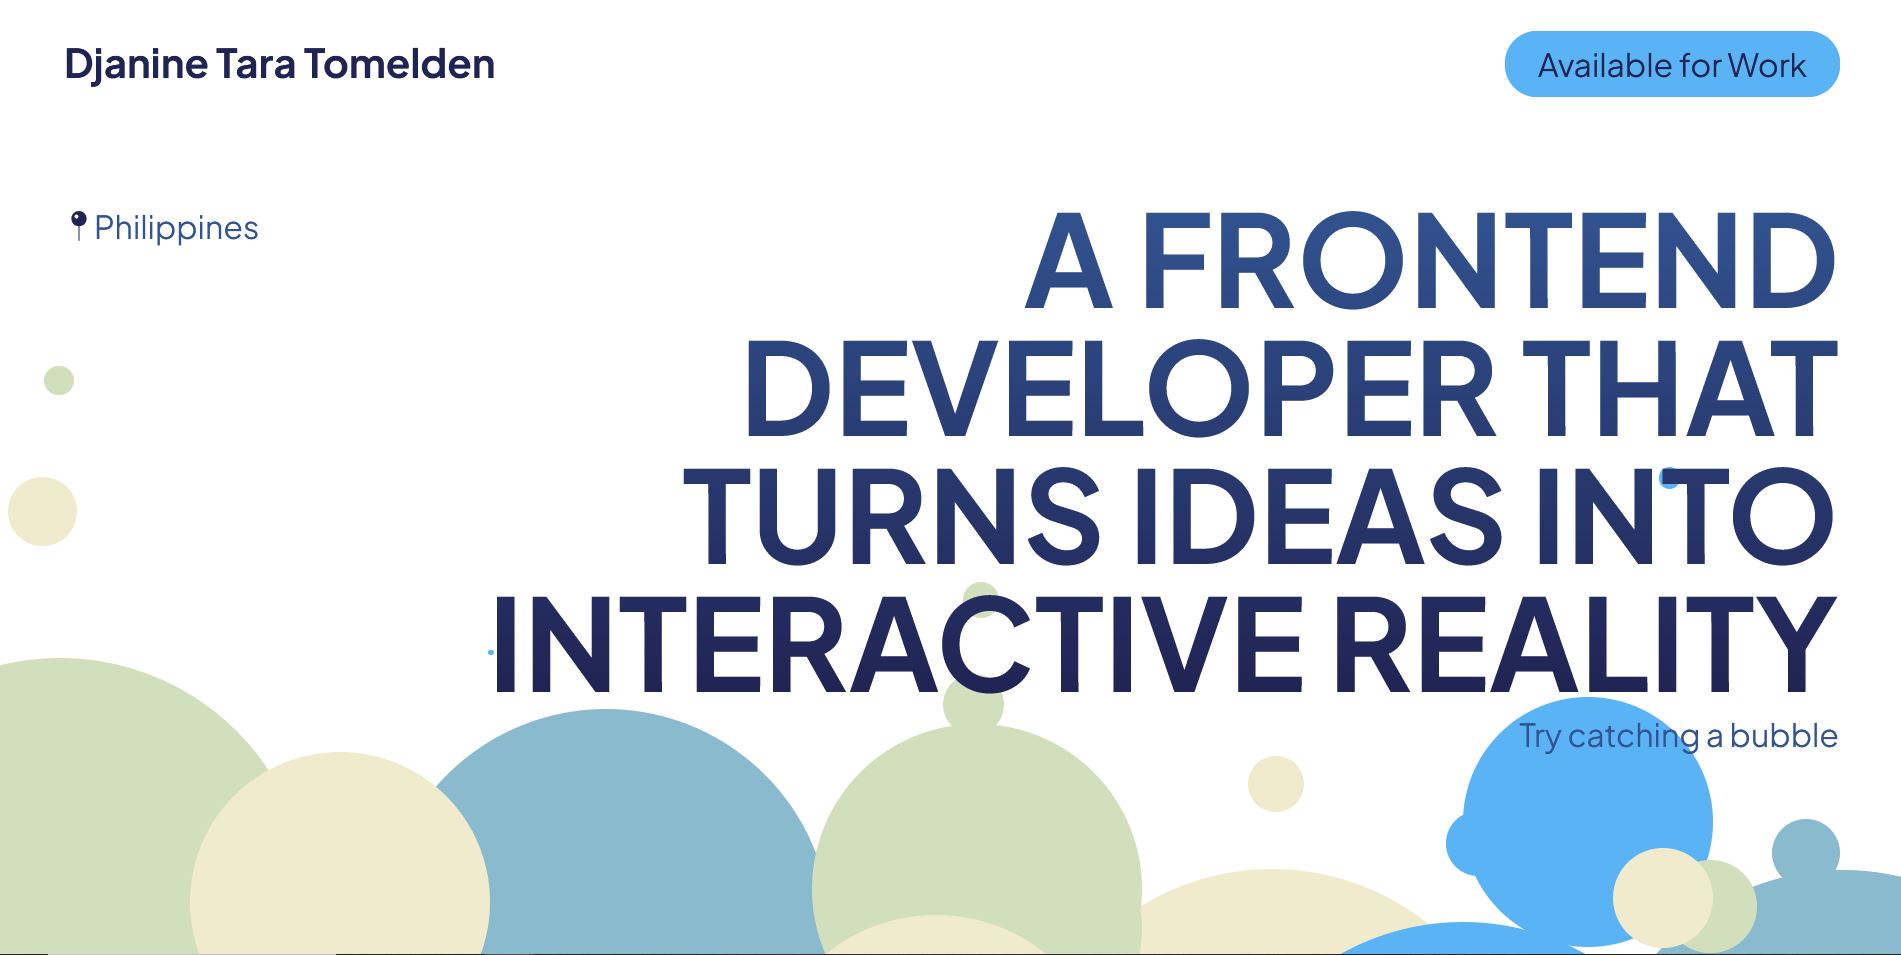 Djanine Tara Tomelden
Available for Work
Philippines
A FRONTEND
DEVELOPER THAT
TURNS IDEAS INTO
INTERACTIVE REALITY
Try catching a bubble